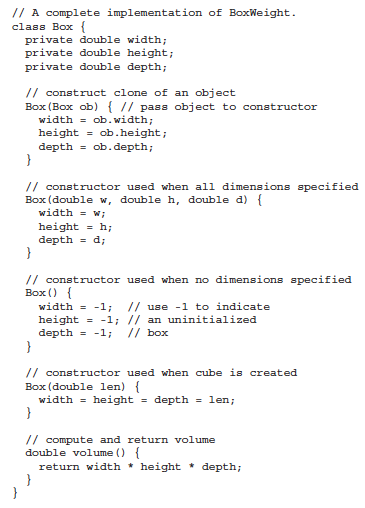 // A complete implementation of BoxWeight.
class Box {
  private double width;
  private double height;
  private double depth;

  // construct clone of an object
  Box(Box ob) { // pass object to constructor
    width = ob.width;
    height = ob.height;
    depth = ob.depth;
  }

  // constructor used when all dimensions specified
  Box(double w, double h, double d) {
    width = w;
    height = h;
    depth = d;
  }

  // constructor used when no dimensions specified
  Box() {
    width = -1;  // use -1 to indicate
    height = -1; // an uninitialized
    depth = -1;  // box
  }

  // constructor used when cube is created
  Box(double len) {
    width = height = depth = len;
  }

  // compute and return volume
  double volume() {
    return width * height * depth;
  }
}